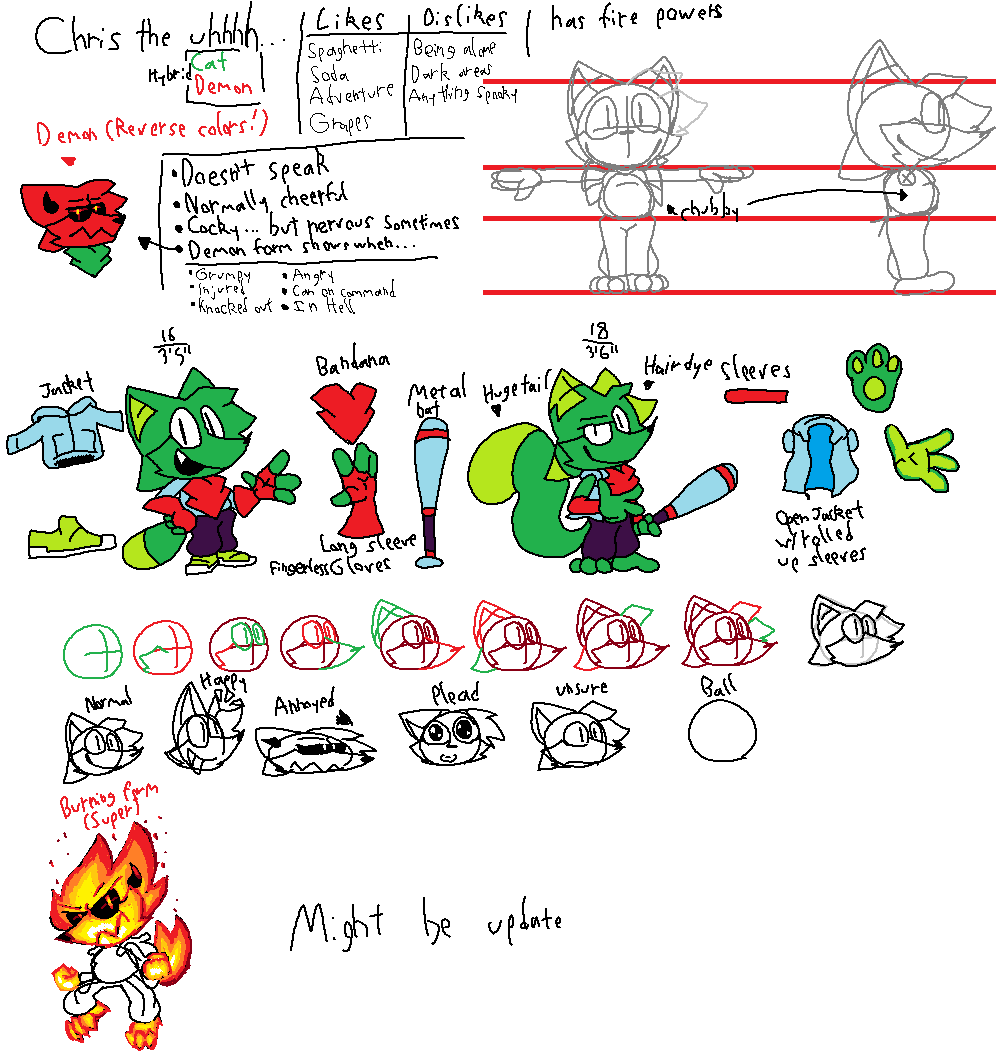 Chris the uhhhh...
Hybrid
Cat
Demon
Likes
Spaghetti
Soda
Adventure
Grapes
Dislikes
Being alone
Dark areas
Anything spooky
has fire powers
Demon (Reverse colors!)
• Doesn't speak
• Normally cheerful
• Cocky... but nervous sometimes
• Demon form shows when...
• Grumpy
• Injured
• Knocked out
• Angry
• Can on command
• In Hell
chubby
16
3'5"
18
3'6"
Jacket
Bandana
Metal
bat
Huge tail
Hair dye
sleeves
Long sleeve
Fingerless Gloves
Open Jacket
w/rolled
up sleeves
Normal
Happy
Annoyed
Plead
unsure
Ball
Burning form
(Super)
Might be update